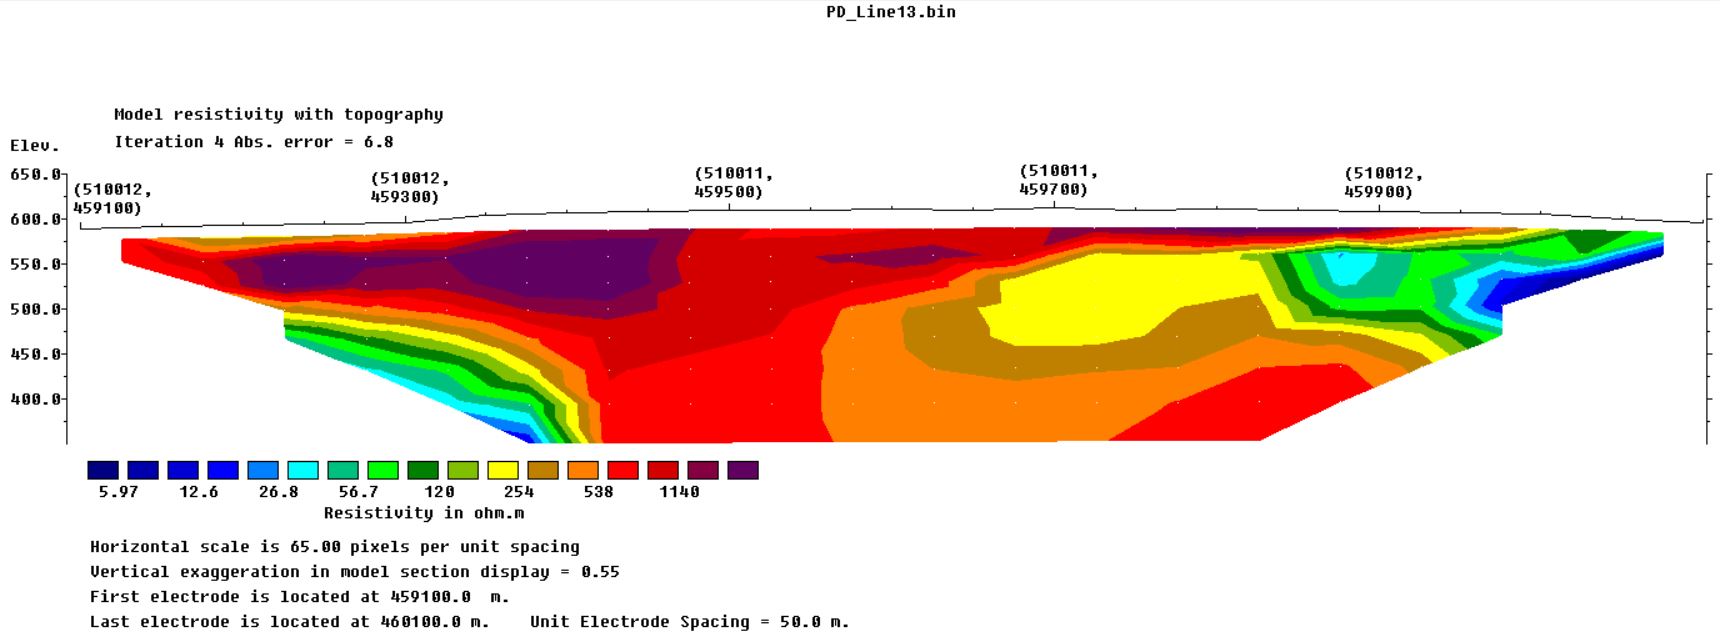 PD_Line13.bin
Model resistivity with topography
Iteration 4 Abs. error = 6.8
Elev.
650.0
600.0
550.0
500.0
450.0
400.0
(510012,
459100)
(510012,
459300)
(510011,
459500)
(510011,
459700)
(510012,
459900)
5.97 12.6 26.8 56.7 120 254 538 1140
Resistivity in ohm.m
Horizontal scale is 65.00 pixels per unit spacing
Vertical exaggeration in model section display = 0.55
First electrode is located at 459100.0 m.
Last electrode is located at 460100.0 m. Unit Electrode Spacing = 50.0 m.